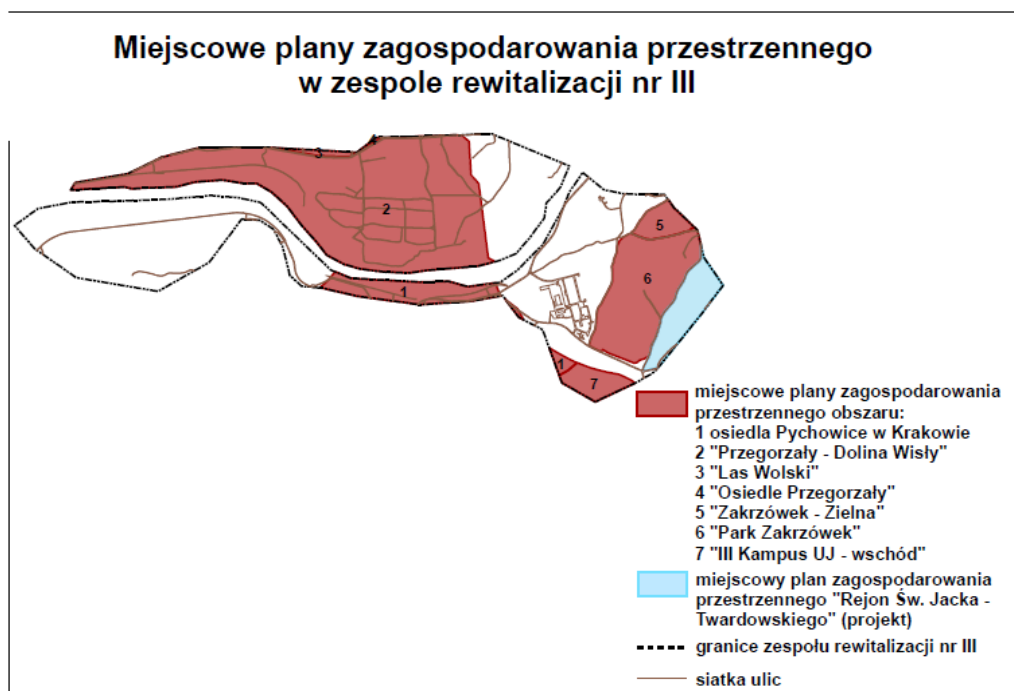 Miejscowe plany zagospodarowania przestrzennego
w zespole rewitalizacji nr III
3
4
2
5
6
1
1
7
miejscowe plany zagospodarowania
przestrzennego obszaru:
1 osiedla Pychowice w Krakowie
2 "Przegorzały - Dolina Wisły"
3 "Las Wolski"
4 "Osiedle Przegorzały"
5 "Zakrzówek - Zielna"
6 "Park Zakrzówek"
7 "III Kampus UJ - wschód"
miejscowy plan zagospodarowania
przestrzennego "Rejon Św. Jacka -
Twardowskiego" (projekt)
granice zespołu rewitalizacji nr III
siatka ulic